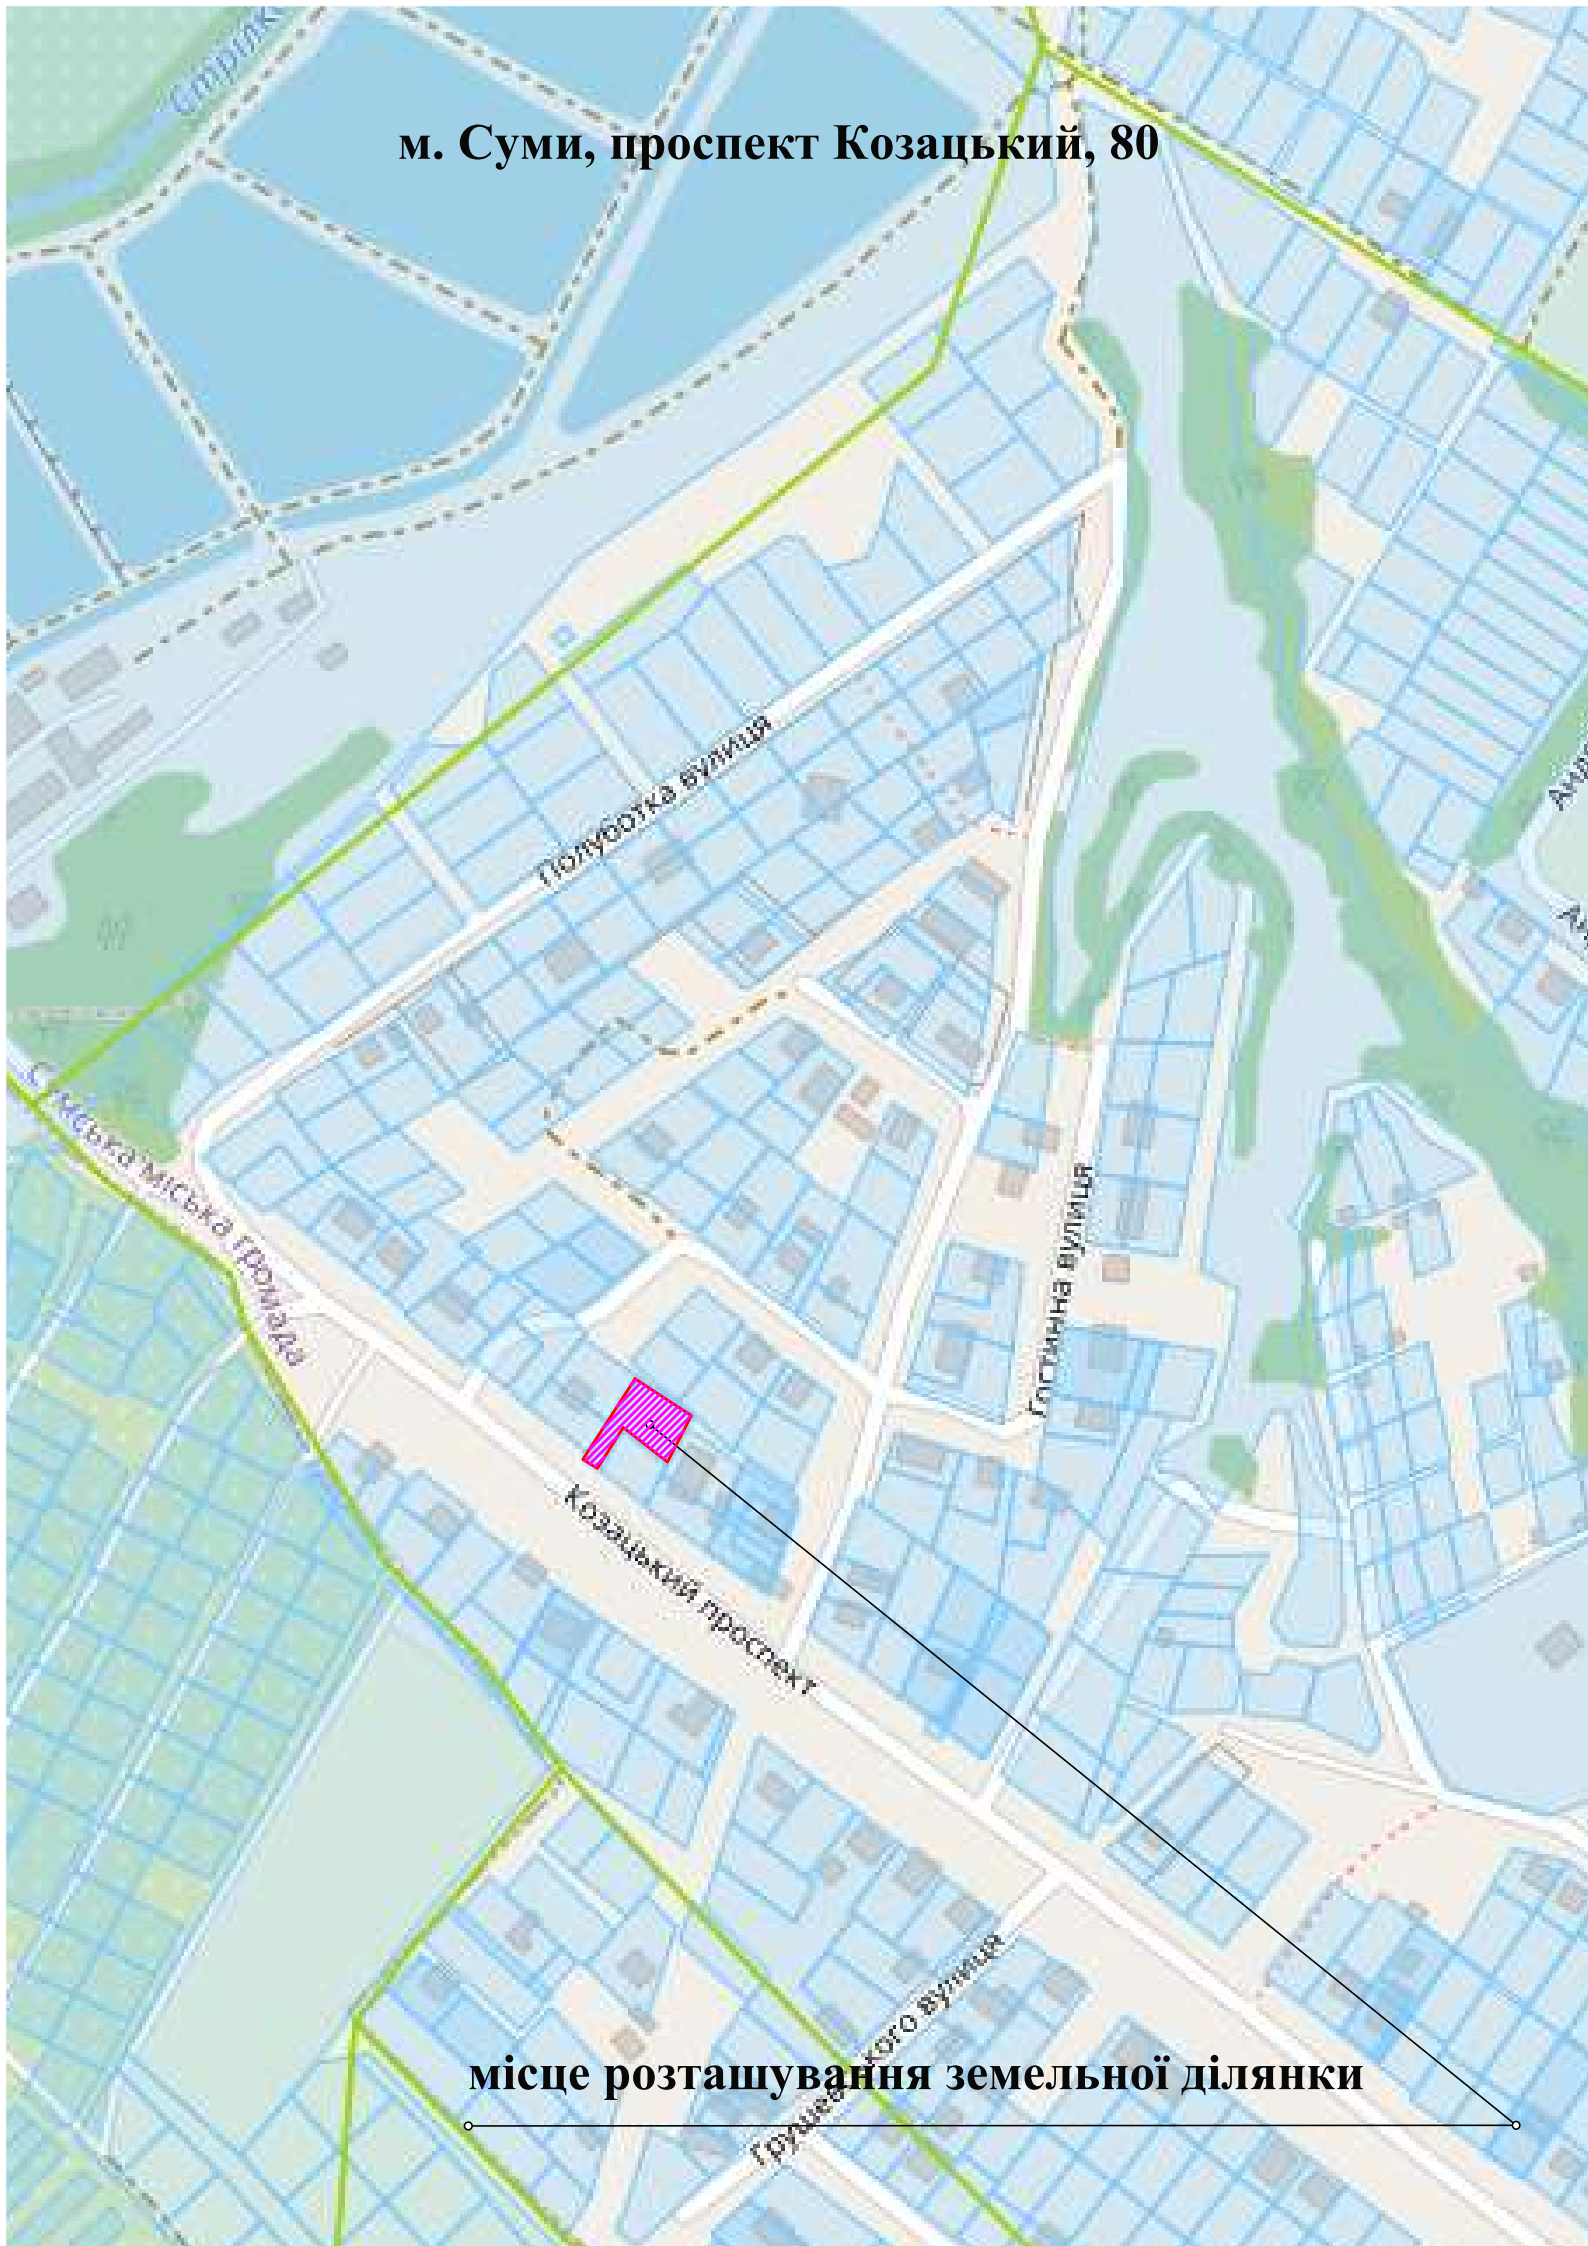 Стрілка
м. Суми, проспект Козацький, 80
Полуботка вулиця
Сумська міська громада
Гостинна вулиця
Козацький проспект
Грушевського вулиця
місце розташування земельної ділянки